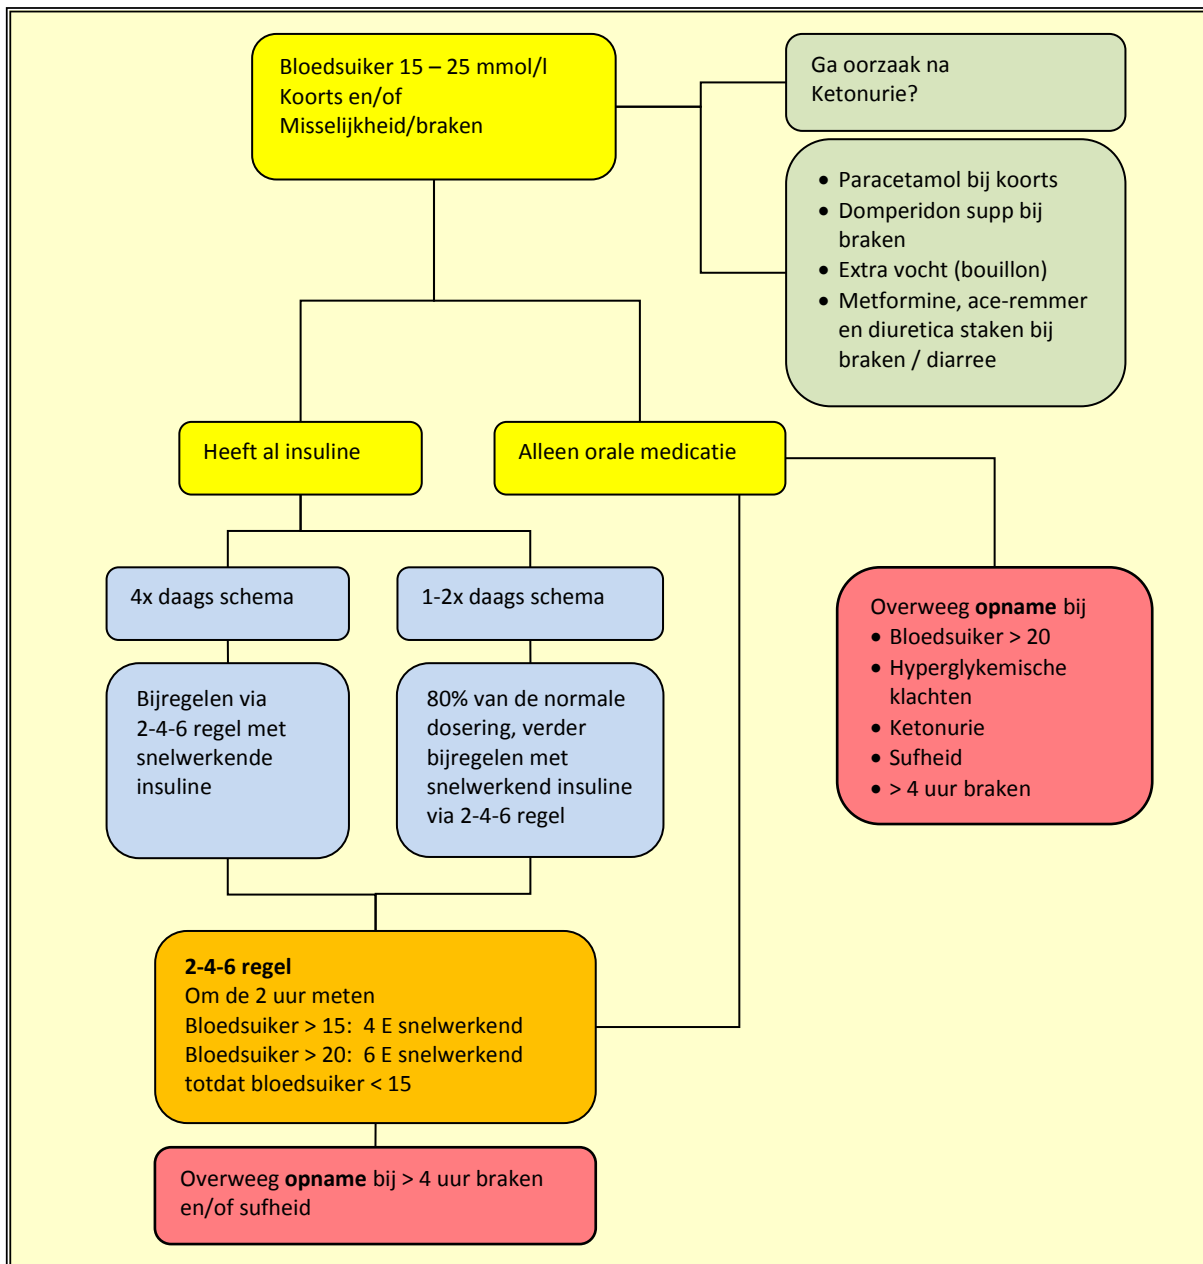 Bloedsuiker 15 – 25 mmol/l
Koorts en/of
Misselijkheid/braken
Ga oorzaak na
Ketonurie?
• Paracetamol bij koorts
• Domperidon supp bij
braken
• Extra vocht (bouillon)
• Metformine, ace-remmer
en diuretica staken bij
braken / diarree
Heeft al insuline
Alleen orale medicatie
4x daags schema
1-2x daags schema
Overweeg opname bij
• Bloedsuiker > 20
• Hyperglykemische
klachten
• Ketonurie
• Sufheid
• > 4 uur braken
Bijregelen via
2-4-6 regel met
snelwerkende
insuline
80% van de normale
dosering, verder
bijregelen met
snelwerkend insuline
via 2-4-6 regel
2-4-6 regel
Om de 2 uur meten
Bloedsuiker > 15: 4 E snelwerkend
Bloedsuiker > 20: 6 E snelwerkend
totdat bloedsuiker < 15
Overweeg opname bij > 4 uur braken
en/of sufheid